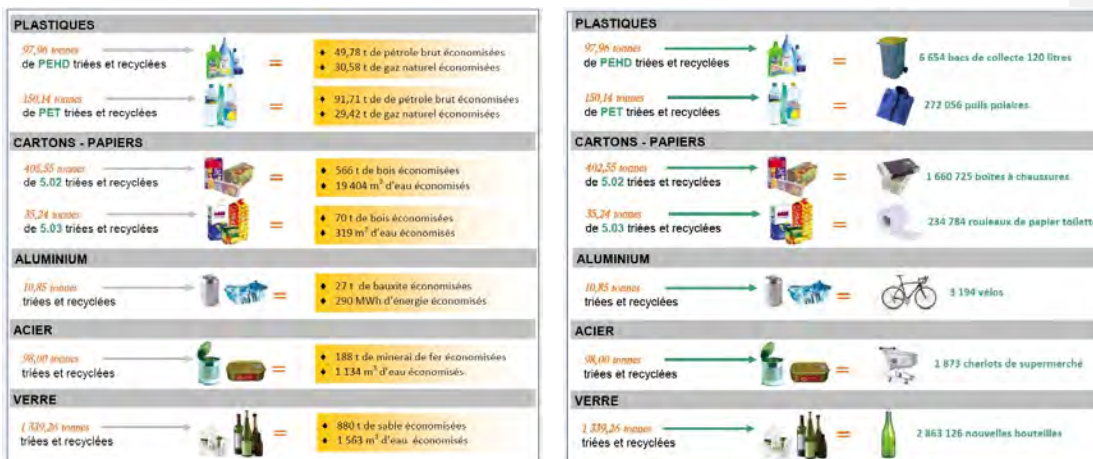 PLASTIQUES
97,96 tonnes
de PEHD triées et recyclées
=
♦ 49,78 t de pétrole brut économisées
♦ 30,58 t de gaz naturel économisées
150,14 tonnes
de PET triées et recyclées
=
♦ 91,71 t de pétrole brut économisées
♦ 29,42 t de gaz naturel économisées
CARTONS - PAPIERS
405,55 tonnes
de 5.02 triées et recyclées
=
♦ 566 t de bois économisées
♦ 19 404 m³ d'eau économisés
35,24 tonnes
de 5.03 triées et recyclées
=
♦ 70 t de bois économisées
♦ 319 m³ d'eau économisés
ALUMINIUM
10,85 tonnes
triées et recyclées
=
♦ 27 t de bauxite économisées
♦ 290 MWh d'énergie économisés
ACIER
98,00 tonnes
triées et recyclées
=
♦ 188 t de minerai de fer économisées
♦ 1 134 m³ d'eau économisés
VERRE
1 339,26 tonnes
triées et recyclées
=
♦ 880 t de sable économisées
♦ 1 563 m³ d'eau économisés
PLASTIQUES
97,96 tonnes
de PEHD triées et recyclées
=
6 654 bacs de collecte 120 litres
150,14 tonnes
de PET triées et recyclées
=
272 056 pulls polaires
CARTONS - PAPIERS
402,55 tonnes
de 5.02 triées et recyclées
=
1 660 725 boîtes à chaussures
35,24 tonnes
de 5.03 triées et recyclées
=
234 784 rouleaux de papier toilette
ALUMINIUM
10,85 tonnes
triées et recyclées
=
3 194 vélos
ACIER
98,00 tonnes
triées et recyclées
=
1 873 chariots de supermarché
VERRE
1 339,26 tonnes
triées et recyclées
=
2 863 126 nouvelles bouteilles